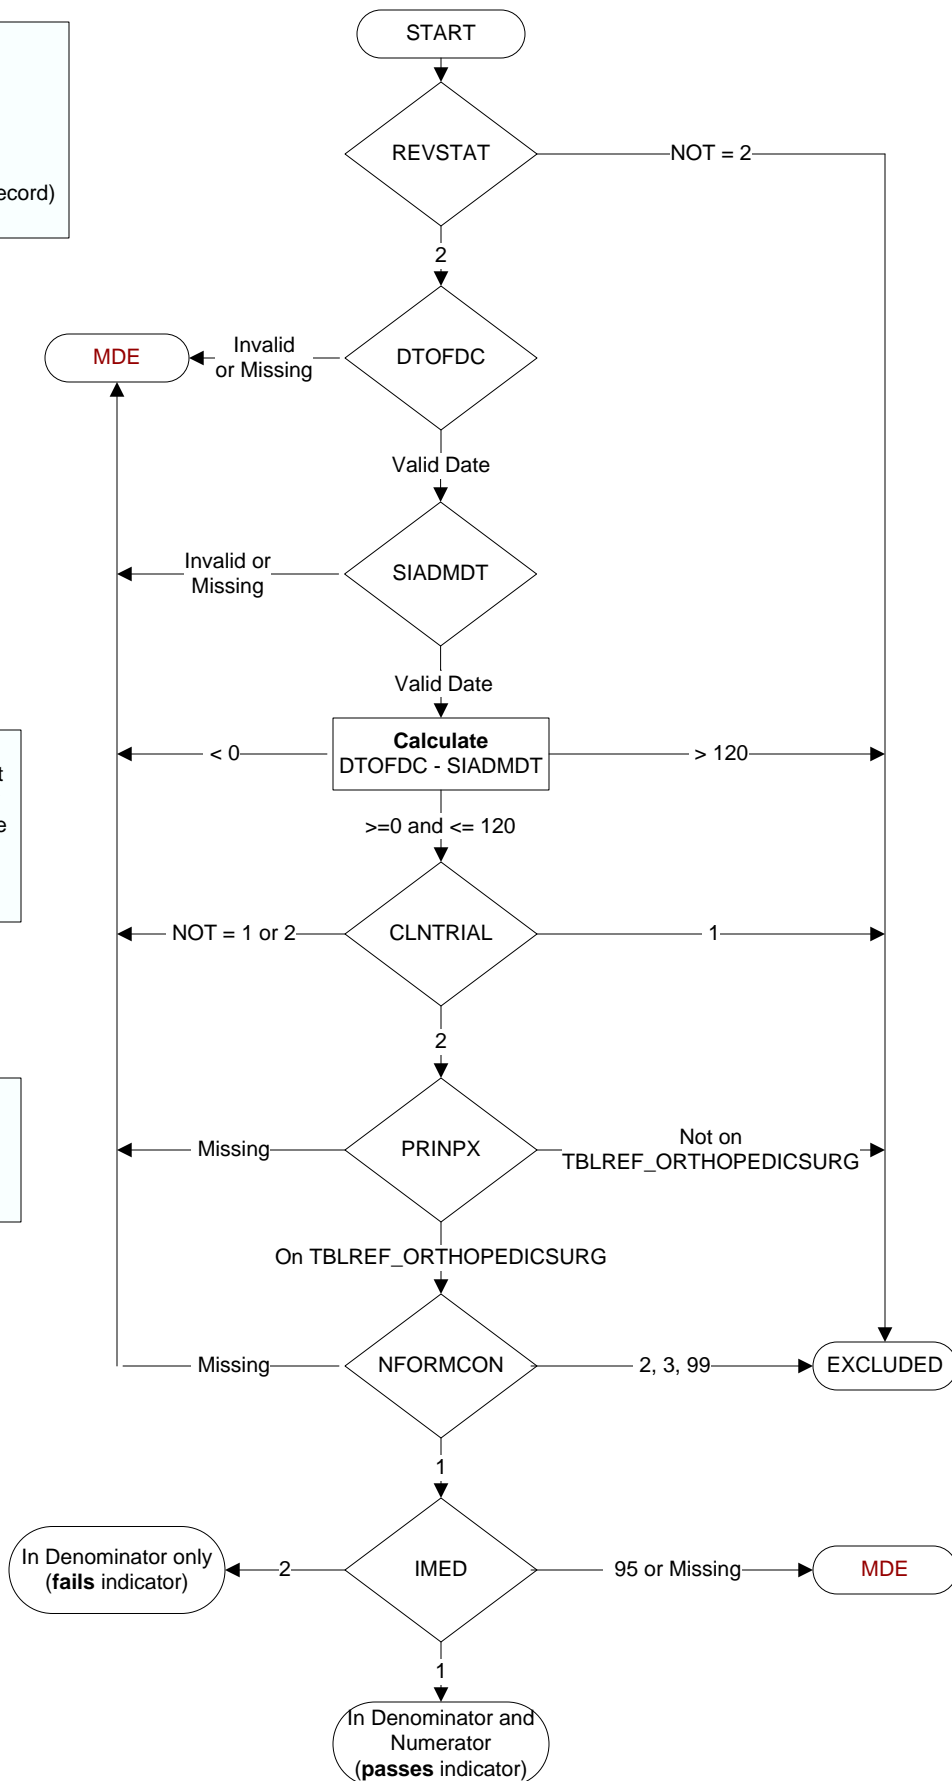 START
ecord)
REVSTAT
NOT = 2
2
MDE
Invalid
or Missing
DTOFDC
Valid Date
Invalid or
Missing
SIADMDT
Valid Date
t
e
< 0
Calculate
DTOFDC - SIADMDT
> 120
>=0 and <= 120
NOT = 1 or 2
CLNTRIAL
1
2
Missing
PRINPX
Not on
TBLREF_ORTHOPEDICSURG
On TBLREF_ORTHOPEDICSURG
Missing
NFORMCON
2, 3, 99
EXCLUDED
1
In Denominator only
(fails indicator)
2
IMED
95 or Missing
MDE
1
In Denominator and
Numerator
(passes indicator)